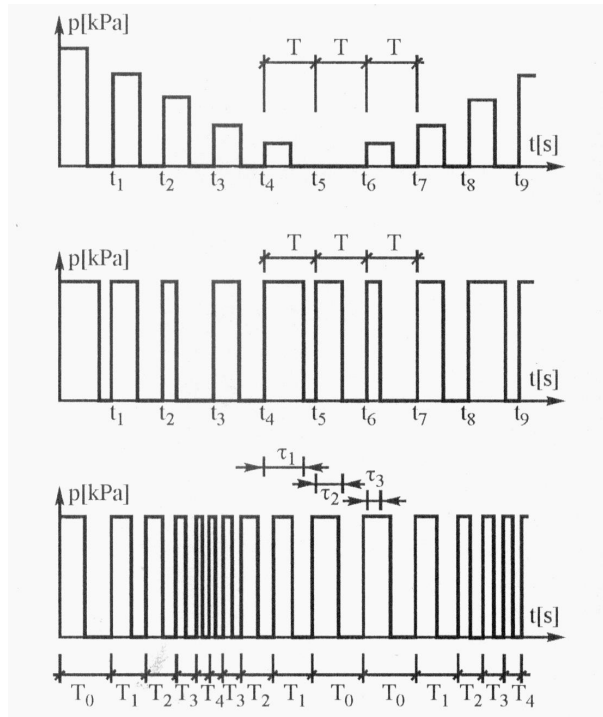 p[kPa]
T T T
t[s]
t₁ t₂ t₃ t₄ t₅ t₆ t₇ t₈ t₉
p[kPa]
T T T
t[s]
t₁ t₂ t₃ t₄ t₅ t₆ t₇ t₈ t₉
τ₁
τ₃
τ₂
p[kPa]
t[s]
T₀ T₁ T₂ T₃ T₄ T₃ T₂ T₁ T₀ T₀ T₁ T₂ T₃ T₄